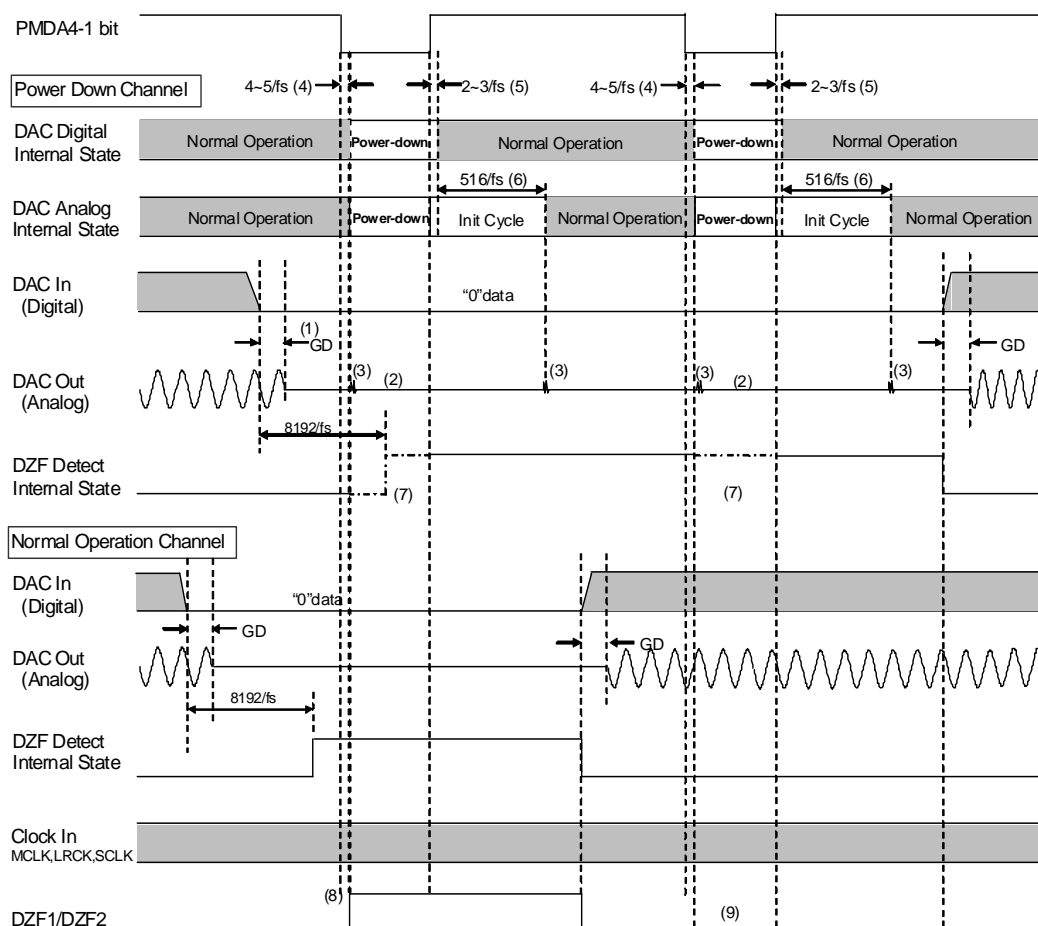 PMDA4-1 bit
4~5/fs (4) 2~3/fs (5) 4~5/fs (4) 2~3/fs (5)
Power Down Channel
DAC Digital
Internal State
Normal Operation Power-down Normal Operation Power-down Normal Operation
516/fs (6) 516/fs (6)
DAC Analog
Internal State
Normal Operation Power-down Init Cycle Normal Operation Power-down Init Cycle Normal Operation
DAC In
(Digital)
“0”data
(1)
GD GD
DAC Out
(Analog)
(3) (2) (3) (3) (2) (3)
8192/fs
DZF Detect
Internal State
(7) (7)
Normal Operation Channel
DAC In
(Digital)
“0”data
GD GD
DAC Out
(Analog)
8192/fs
DZF Detect
Internal State
Clock In
MCLK,LRCK,SCLK
(8)
DZF1/DZF2
(9)